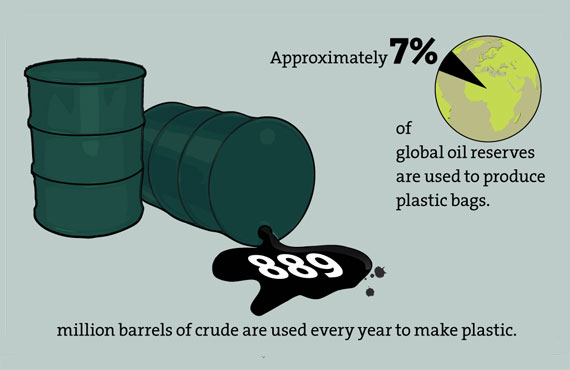 Approximately 7%
of
global oil reserves
are used to produce
plastic bags.
889
million barrels of crude are used every year to make plastic.